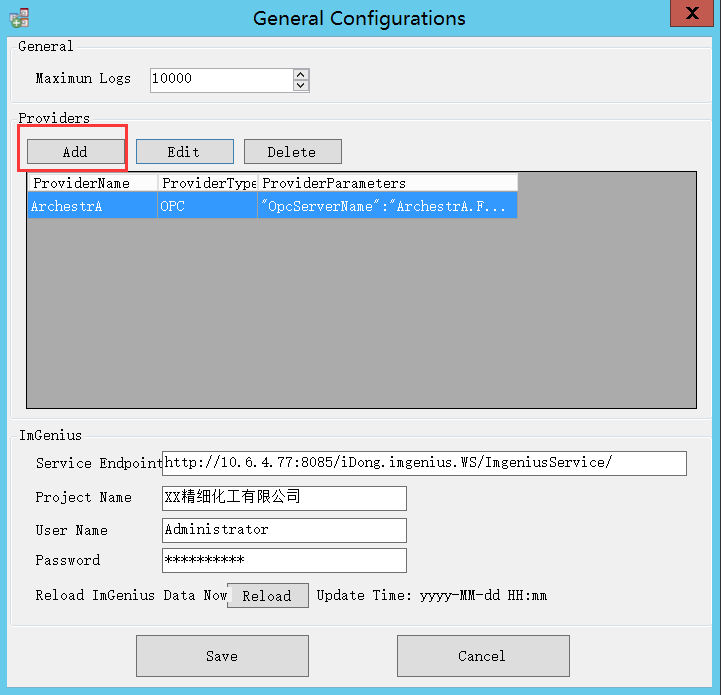 General Configurations
General
Maximun Logs 10000
Providers
Add Edit Delete
ProviderName ProviderType ProviderParameters
ArchestrA OPC "OpcServerName":"ArchestrA.F...
ImGenius
Service Endpoint http://10.6.4.77:8085/iDong.imgenius.WS/ImgeniusService/
Project Name XX精细化工有限公司
User Name Administrator
Password **********
Reload ImGenius Data Now Reload Update Time: yyyy-MM-dd HH:mm
Save Cancel